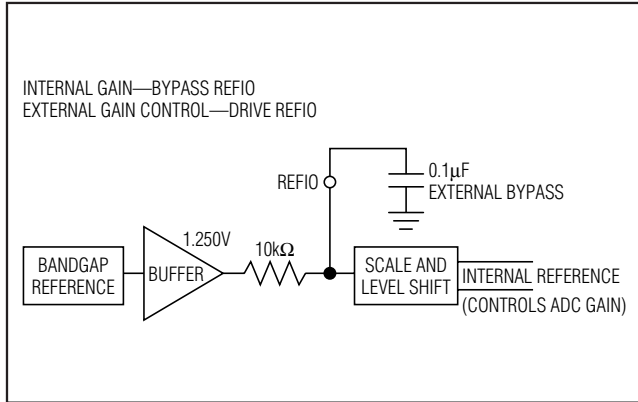 INTERNAL GAIN—BYPASS REFIO
EXTERNAL GAIN CONTROL—DRIVE REFIO
REFIO
0.1µF
EXTERNAL BYPASS
1.250V
10kΩ
BANDGAP
REFERENCE
BUFFER
SCALE AND
LEVEL SHIFT
INTERNAL REFERENCE
(CONTROLS ADC GAIN)